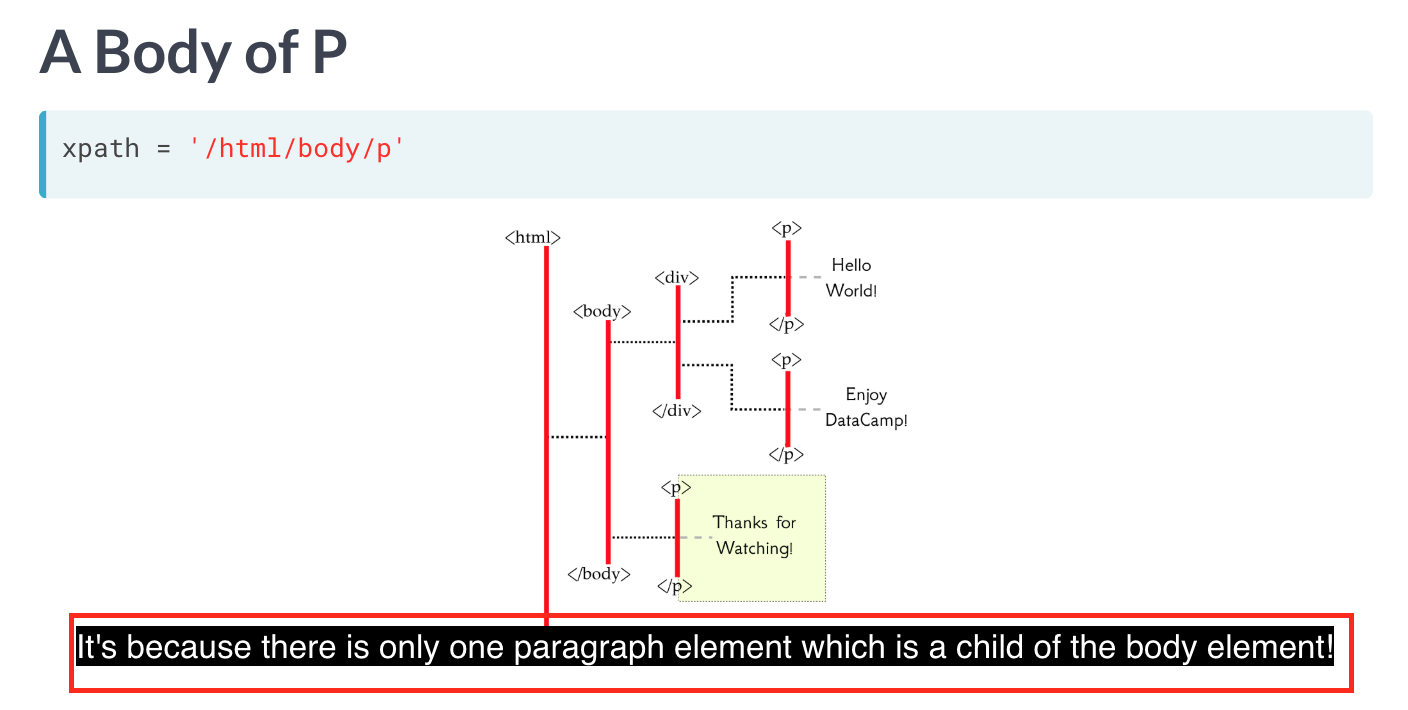 A Body of P
xpath = '/html/body/p'
<html>
<body>
<div>
<p>
Hello
World!
</p>
<p>
Enjoy
DataCamp!
</p>
</div>
<p>
Thanks for
Watching!
</p>
</body>
It's because there is only one paragraph element which is a child of the body element!